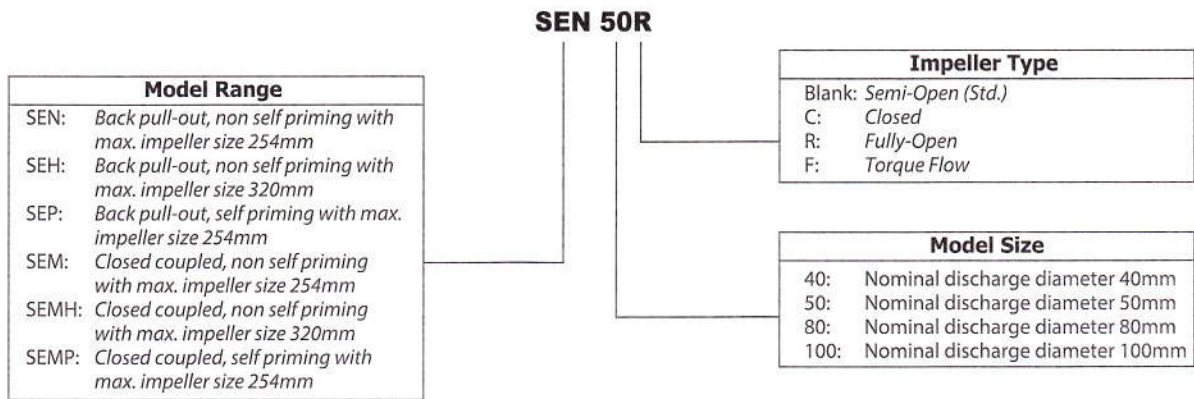 SEN 50R
Model Range
SEN: Back pull-out, non self priming with
max. impeller size 254mm
SEH: Back pull-out, non self priming with
max. impeller size 320mm
SEP: Back pull-out, self priming with max.
impeller size 254mm
SEM: Closed coupled, non self priming
with max. impeller size 254mm
SEMH: Closed coupled, non self priming
with max. impeller size 320mm
SEMP: Closed coupled, self priming with
max. impeller size 254mm
Impeller Type
Blank: Semi-Open (Std.)
C: Closed
R: Fully-Open
F: Torque Flow
Model Size
40: Nominal discharge diameter 40mm
50: Nominal discharge diameter 50mm
80: Nominal discharge diameter 80mm
100: Nominal discharge diameter 100mm